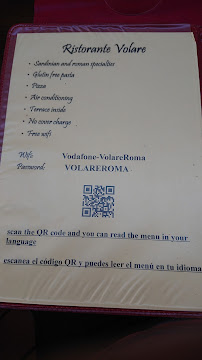 Ristorante Volare
• Sardinian and roman specialties
• Glutin free pasta
• Pizza
• Air conditioning
• Terrace inside
• No cover charge
• Free wifi
Wifi: Vodafone-VolareRoma
Password: VOLAREROMA
scan the QR code and you can read the menu in your
language
escanea el código QR y puedes leer el menú en tu idioma